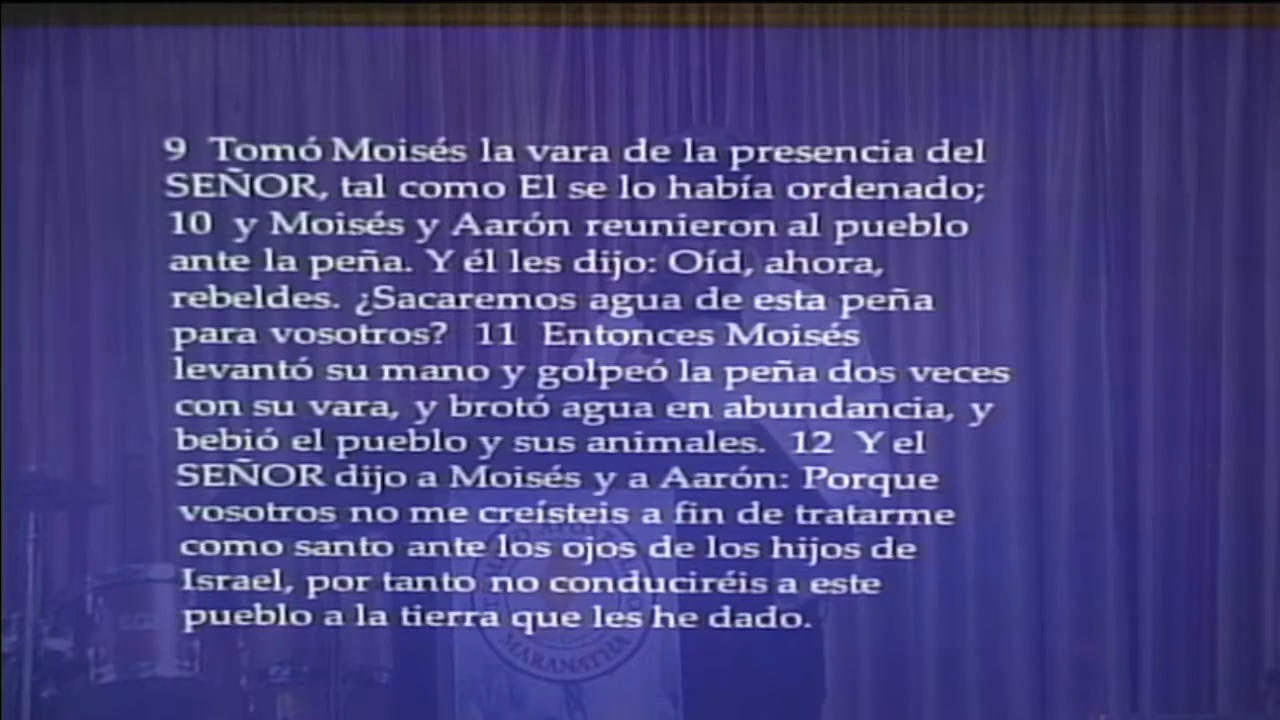 9 Tomó Moisés la vara de la presencia del
SEÑOR, tal como El se lo había ordenado;
10 y Moisés y Aarón reunieron al pueblo
ante la peña. Y él les dijo: Oíd, ahora,
rebeldes. ¿Sacaremos agua de esta peña
para vosotros? 11 Entonces Moisés
levantó su mano y golpeó la peña dos veces
con su vara, y brotó agua en abundancia, y
bebió el pueblo y sus animales. 12 Y el
SEÑOR dijo a Moisés y a Aarón: Porque
vosotros no me creísteis a fin de tratarme
como santo ante los ojos de los hijos de
Israel, por tanto no conduciréis a este
pueblo a la tierra que les he dado.
MARANATHA